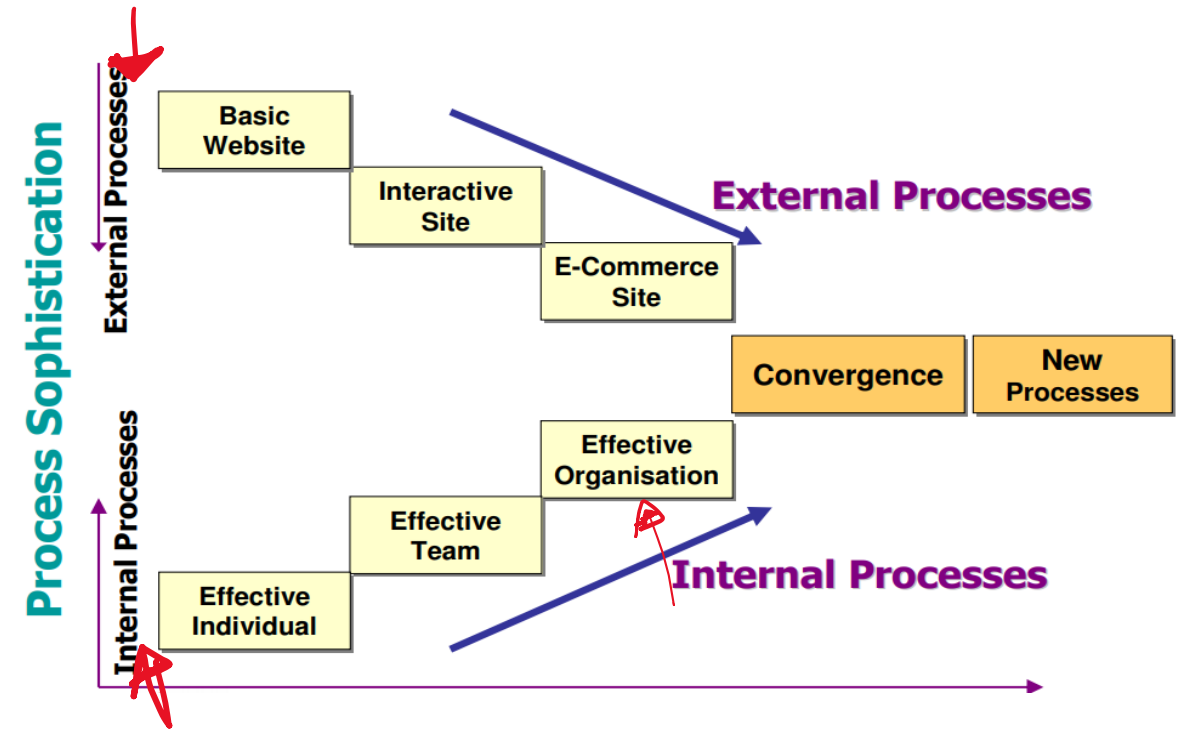 Process Sophistication
External Processes
Basic
Website
Interactive
Site
E-Commerce
Site
External Processes
Convergence
New
Processes
Internal Processes
Effective
Organisation
Effective
Team
Effective
Individual
Internal Processes